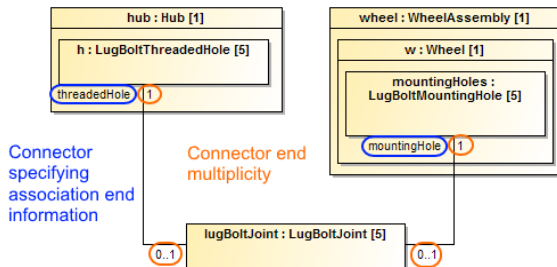 hub : Hub [1]
h : LugBoltThreadedHole [5]
threadedHole
1
wheel : WheelAssembly [1]
w : Wheel [1]
mountingHoles :
LugBoltMountingHole [5]
mountingHole
1
Connector
specifying
association end
information
Connector end
multiplicity
lugBoltJoint : LugBoltJoint [5]
0..1
0..1